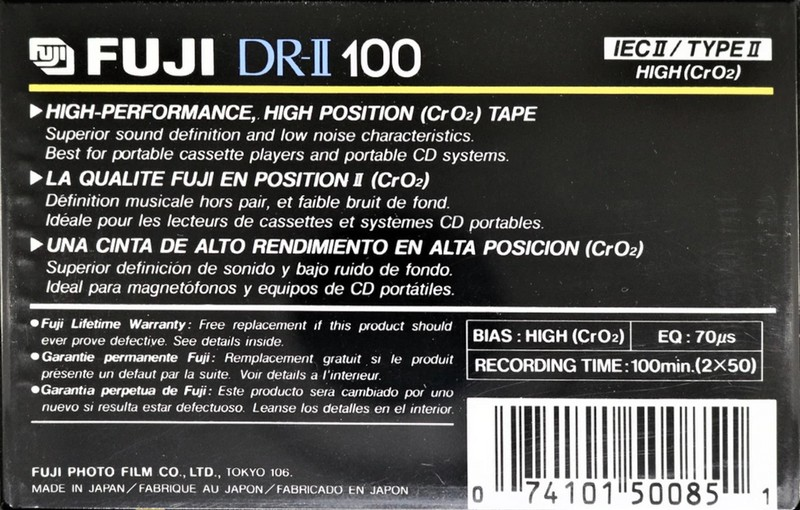 FUJI FUJI DR-II 100
IEC II / TYPE II
HIGH (CrO2)
▶HIGH-PERFORMANCE, HIGH POSITION (CrO2) TAPE
Superior sound definition and low noise characteristics.
Best for portable cassette players and portable CD systems.
▶LA QUALITE FUJI EN POSITION II (CrO2)
Définition musicale hors pair, et faible bruit de fond.
Idéale pour les lecteurs de cassettes et systemes CD portables.
▶UNA CINTA DE ALTO RENDIMIENTO EN ALTA POSICION (CrO2)
Superior definición de sonido y bajo ruido de fondo.
Ideal para magnetófonos y equipos de CD portátiles.
●Fuji Lifetime Warranty: Free replacement if this product should
ever prove defective. See details inside.
●Garantie permanente Fuji: Remplacement gratuit si le produit
présente un defaut par la suite. Voir details a l'interieur.
●Garantia perpetua de Fuji: Este producto será cambiado por uno
nuevo si resulta estar defectuoso. Leanse los detalles en el interior.
BIAS : HIGH (CrO2) EQ : 70μs
RECORDING TIME : 100min. (2×50)
FUJI PHOTO FILM CO., LTD., TOKYO 106.
MADE IN JAPAN/FABRIQUE AU JAPON/FABRICADO EN JAPON
0 74101 50085 1